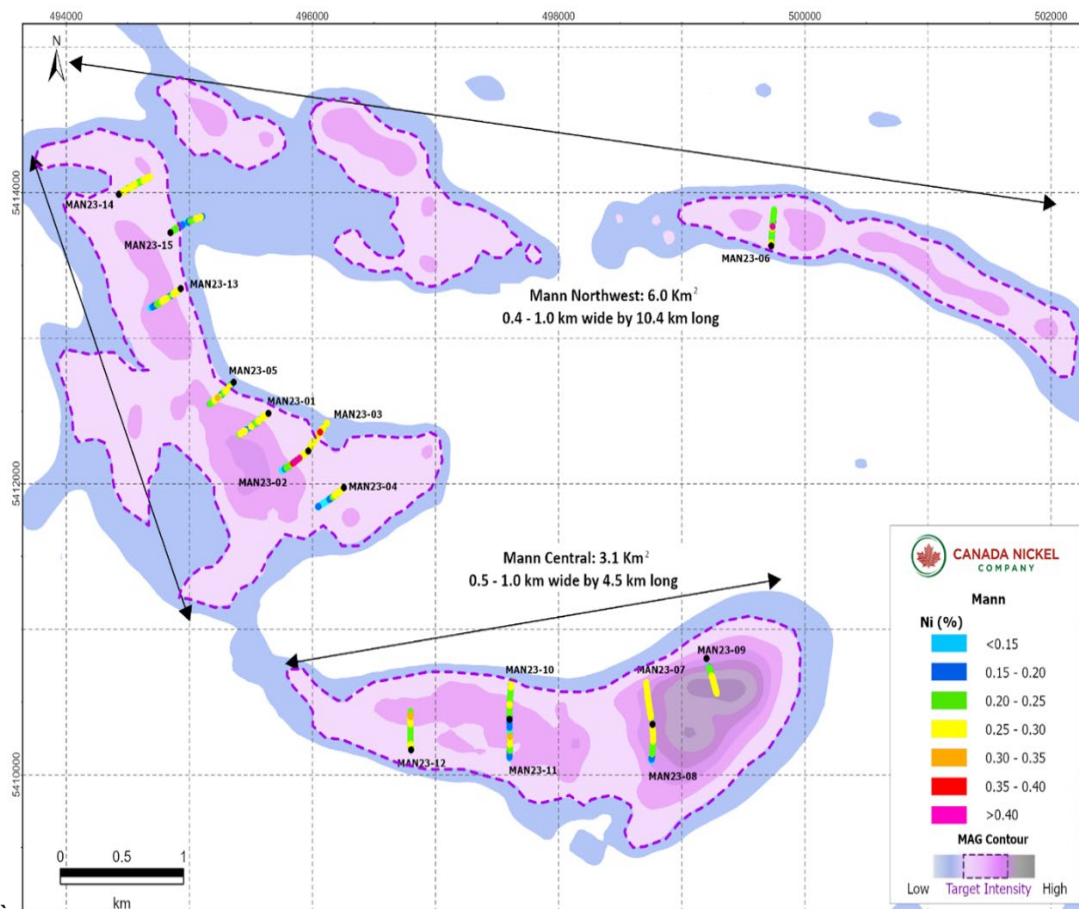 494000
496000
498000
500000
502000
N
5414000
MAN23-14
MAN23-15
MAN23-06
MAN23-13
Mann Northwest: 6.0 Km²
0.4 - 1.0 km wide by 10.4 km long
MAN23-05
MAN23-01
MAN23-03
5412000
MAN23-02
MAN23-04
Mann Central: 3.1 Km²
0.5 - 1.0 km wide by 4.5 km long
MAN23-10
MAN23-07
MAN23-09
MAN23-12
MAN23-11
MAN23-08
5410000
0 0.5 1
km
CANADA NICKEL
COMPANY
Mann
Ni (%)
<0.15
0.15 - 0.20
0.20 - 0.25
0.25 - 0.30
0.30 - 0.35
0.35 - 0.40
>0.40
MAG Contour
Low Target Intensity High